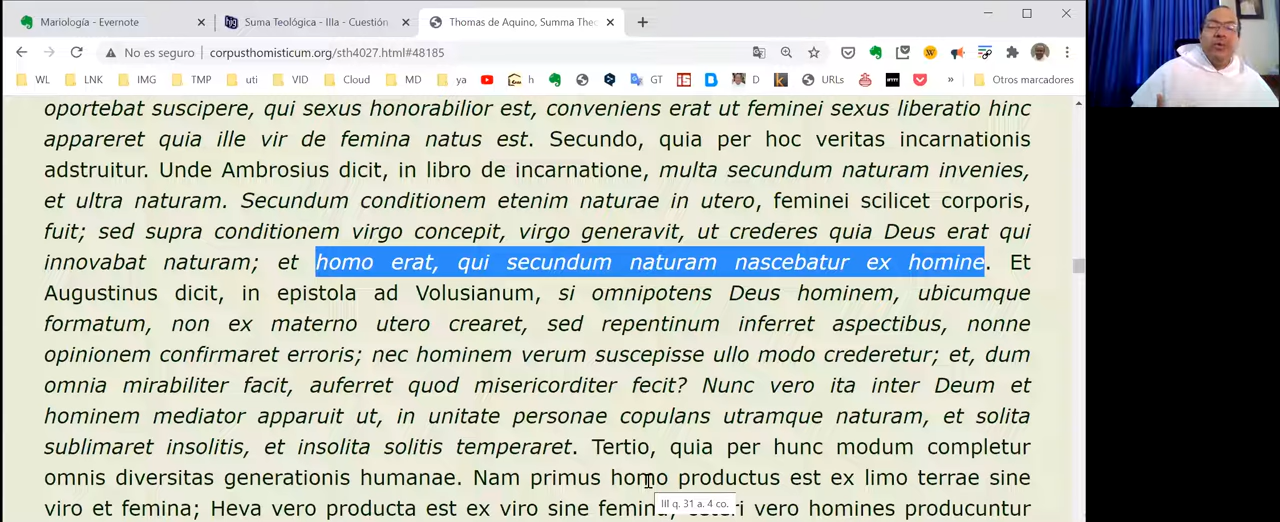 Mariología - Evernote
Suma Teológica - IIIa - Cuestión
Thomas de Aquino, Summa Theo
No es seguro
corpusthomisticum.org/sth4027.html#48185
WL LNK IMG TMP uti VID Cloud MD ya h GT D URLs » Otros marcadores
oportebat suscipere, qui sexus honorabilior est, conveniens erat ut feminei sexus liberatio hinc
appareret quia ille vir de femina natus est. Secundo, quia per hoc veritas incarnationis
adstruitur. Unde Ambrosius dicit, in libro de incarnatione, multa secundum naturam invenies,
et ultra naturam. Secundum conditionem etenim naturae in utero, feminei scilicet corporis,
fuit; sed supra conditionem virgo concepit, virgo generavit, ut crederes quia Deus erat qui
innovabat naturam; et homo erat, qui secundum naturam nascebatur ex homine. Et
Augustinus dicit, in epistola ad Volusianum, si omnipotens Deus hominem, ubicumque
formatum, non ex materno utero crearet, sed repentinum inferret aspectibus, nonne
opinionem confirmaret erroris; nec hominem verum suscepisse ullo modo crederetur; et, dum
omnia mirabiliter facit, auferret quod misericorditer fecit? Nunc vero ita inter Deum et
hominem mediator apparuit ut, in unitate personae copulans utramque naturam, et solita
sublimaret insolitis, et insolita solitis temperaret. Tertio, quia per hunc modum completur
omnis diversitas generationis humanae. Nam primus homo productus est ex limo terrae sine
III q. 31 a. 4 co.
viro et femina; Heva vero producta est ex viro sine femina; ceteri vero homines producuntur